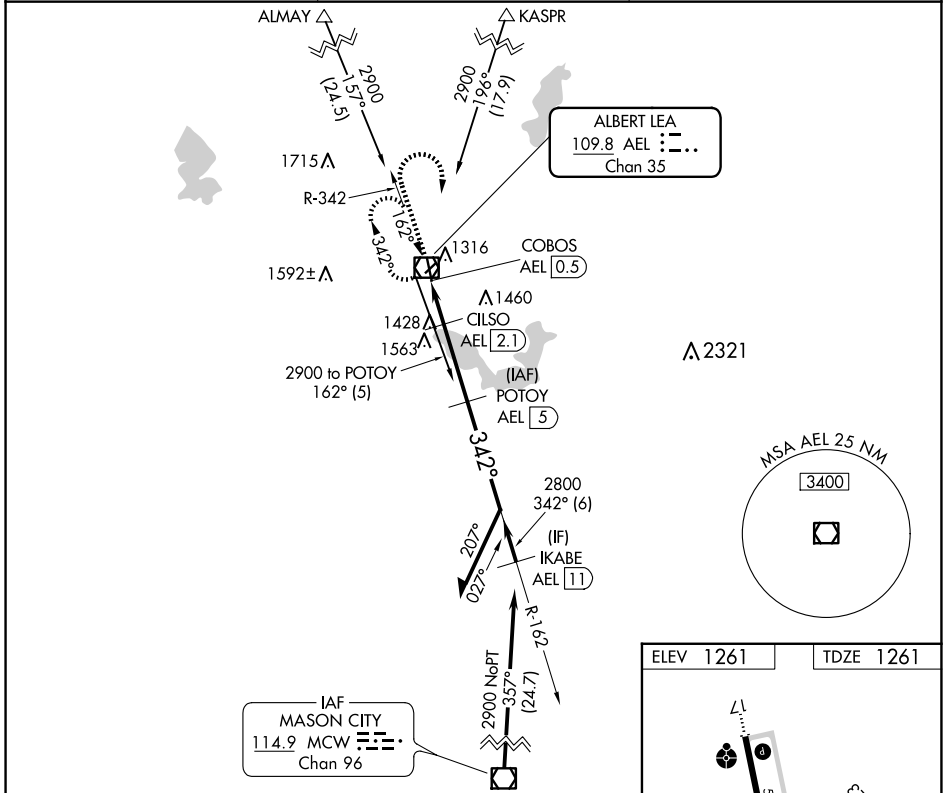 ALMAY
KASPR
2900
157°
(24.5)
2900
196°
(17.9)
ALBERT LEA
109.8 AEL
Chan 35
1715
R-342
162°
342°
1316
COBOS
AEL 0.5
1592±
1460
1428
CILSO
AEL 2.1
1563
2321
2900 to POTOY
162° (5)
(IAF)
POTOY
AEL 5
342°
MSA AEL 25 NM
3400
2800
342° (6)
207°
027°
(IF)
IKABE
AEL 11
R-162
2900 NoPT
357°
(24.7)
IAF
MASON CITY
114.9 MCW
Chan 96
ELEV 1261
TDZE 1261
17
P